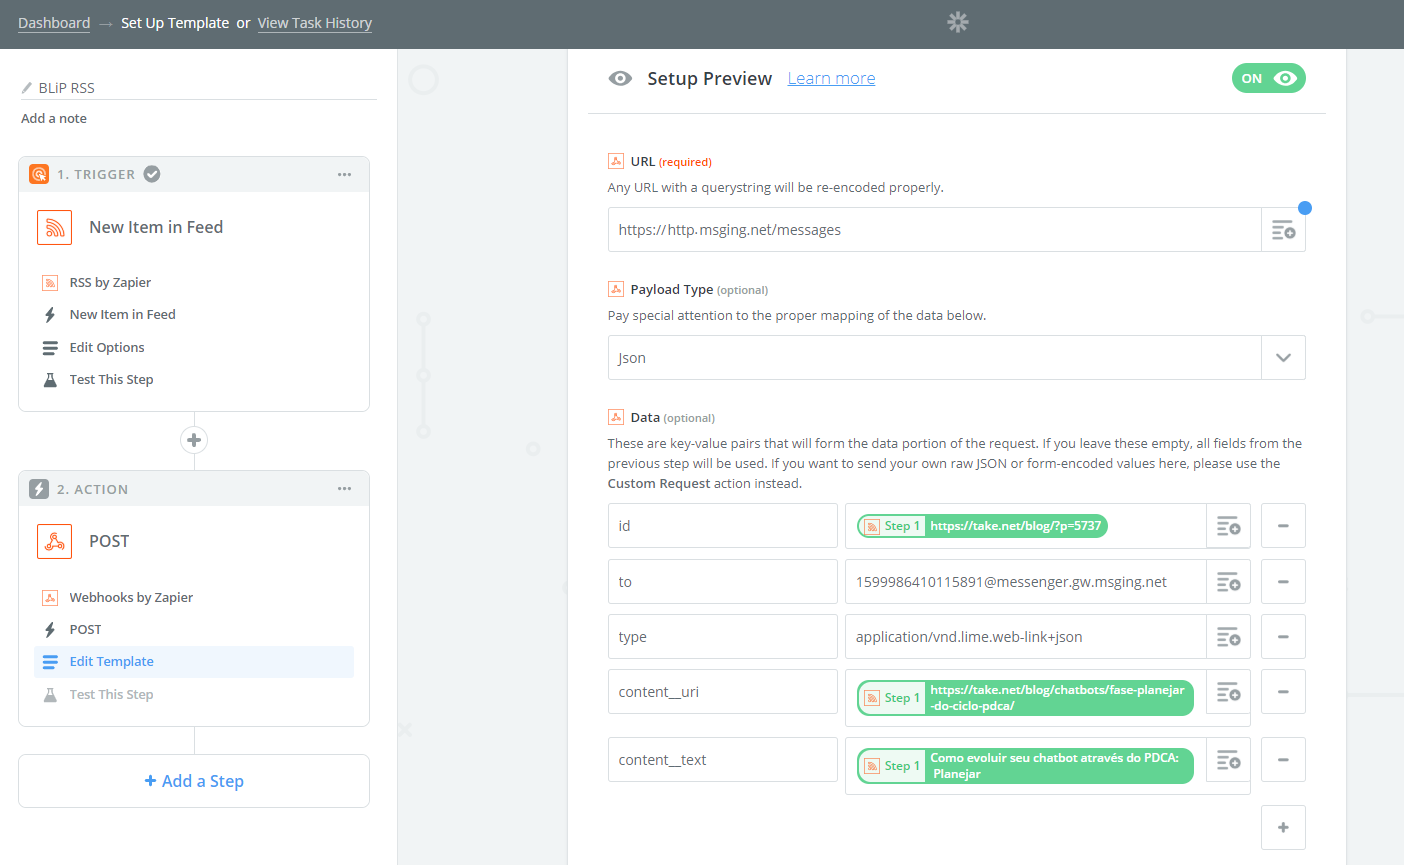 Dashboard → Set Up Template or View Task History
BLiP RSS
Add a note
1. TRIGGER
New Item in Feed
RSS by Zapier
New Item in Feed
Edit Options
Test This Step
2. ACTION
POST
Webhooks by Zapier
POST
Edit Template
Test This Step
+ Add a Step
Setup Preview Learn more
ON
URL (required)
Any URL with a querystring will be re-encoded properly.
https://http.msging.net/messages
Payload Type (optional)
Pay special attention to the proper mapping of the data below.
Json
Data (optional)
These are key-value pairs that will form the data portion of the request. If you leave these empty, all fields from the
previous step will be used. If you want to send your own raw JSON or form-encoded values here, please use the
Custom Request action instead.
id
Step 1 https://take.net/blog/?p=5737
to
1599986410115891@messenger.gw.msging.net
type
application/vnd.lime.web-link+json
content__uri
Step 1 https://take.net/blog/chatbots/fase-planejar
-do-ciclo-pdca/
content__text
Step 1 Como evoluir seu chatbot através do PDCA:
Planejar